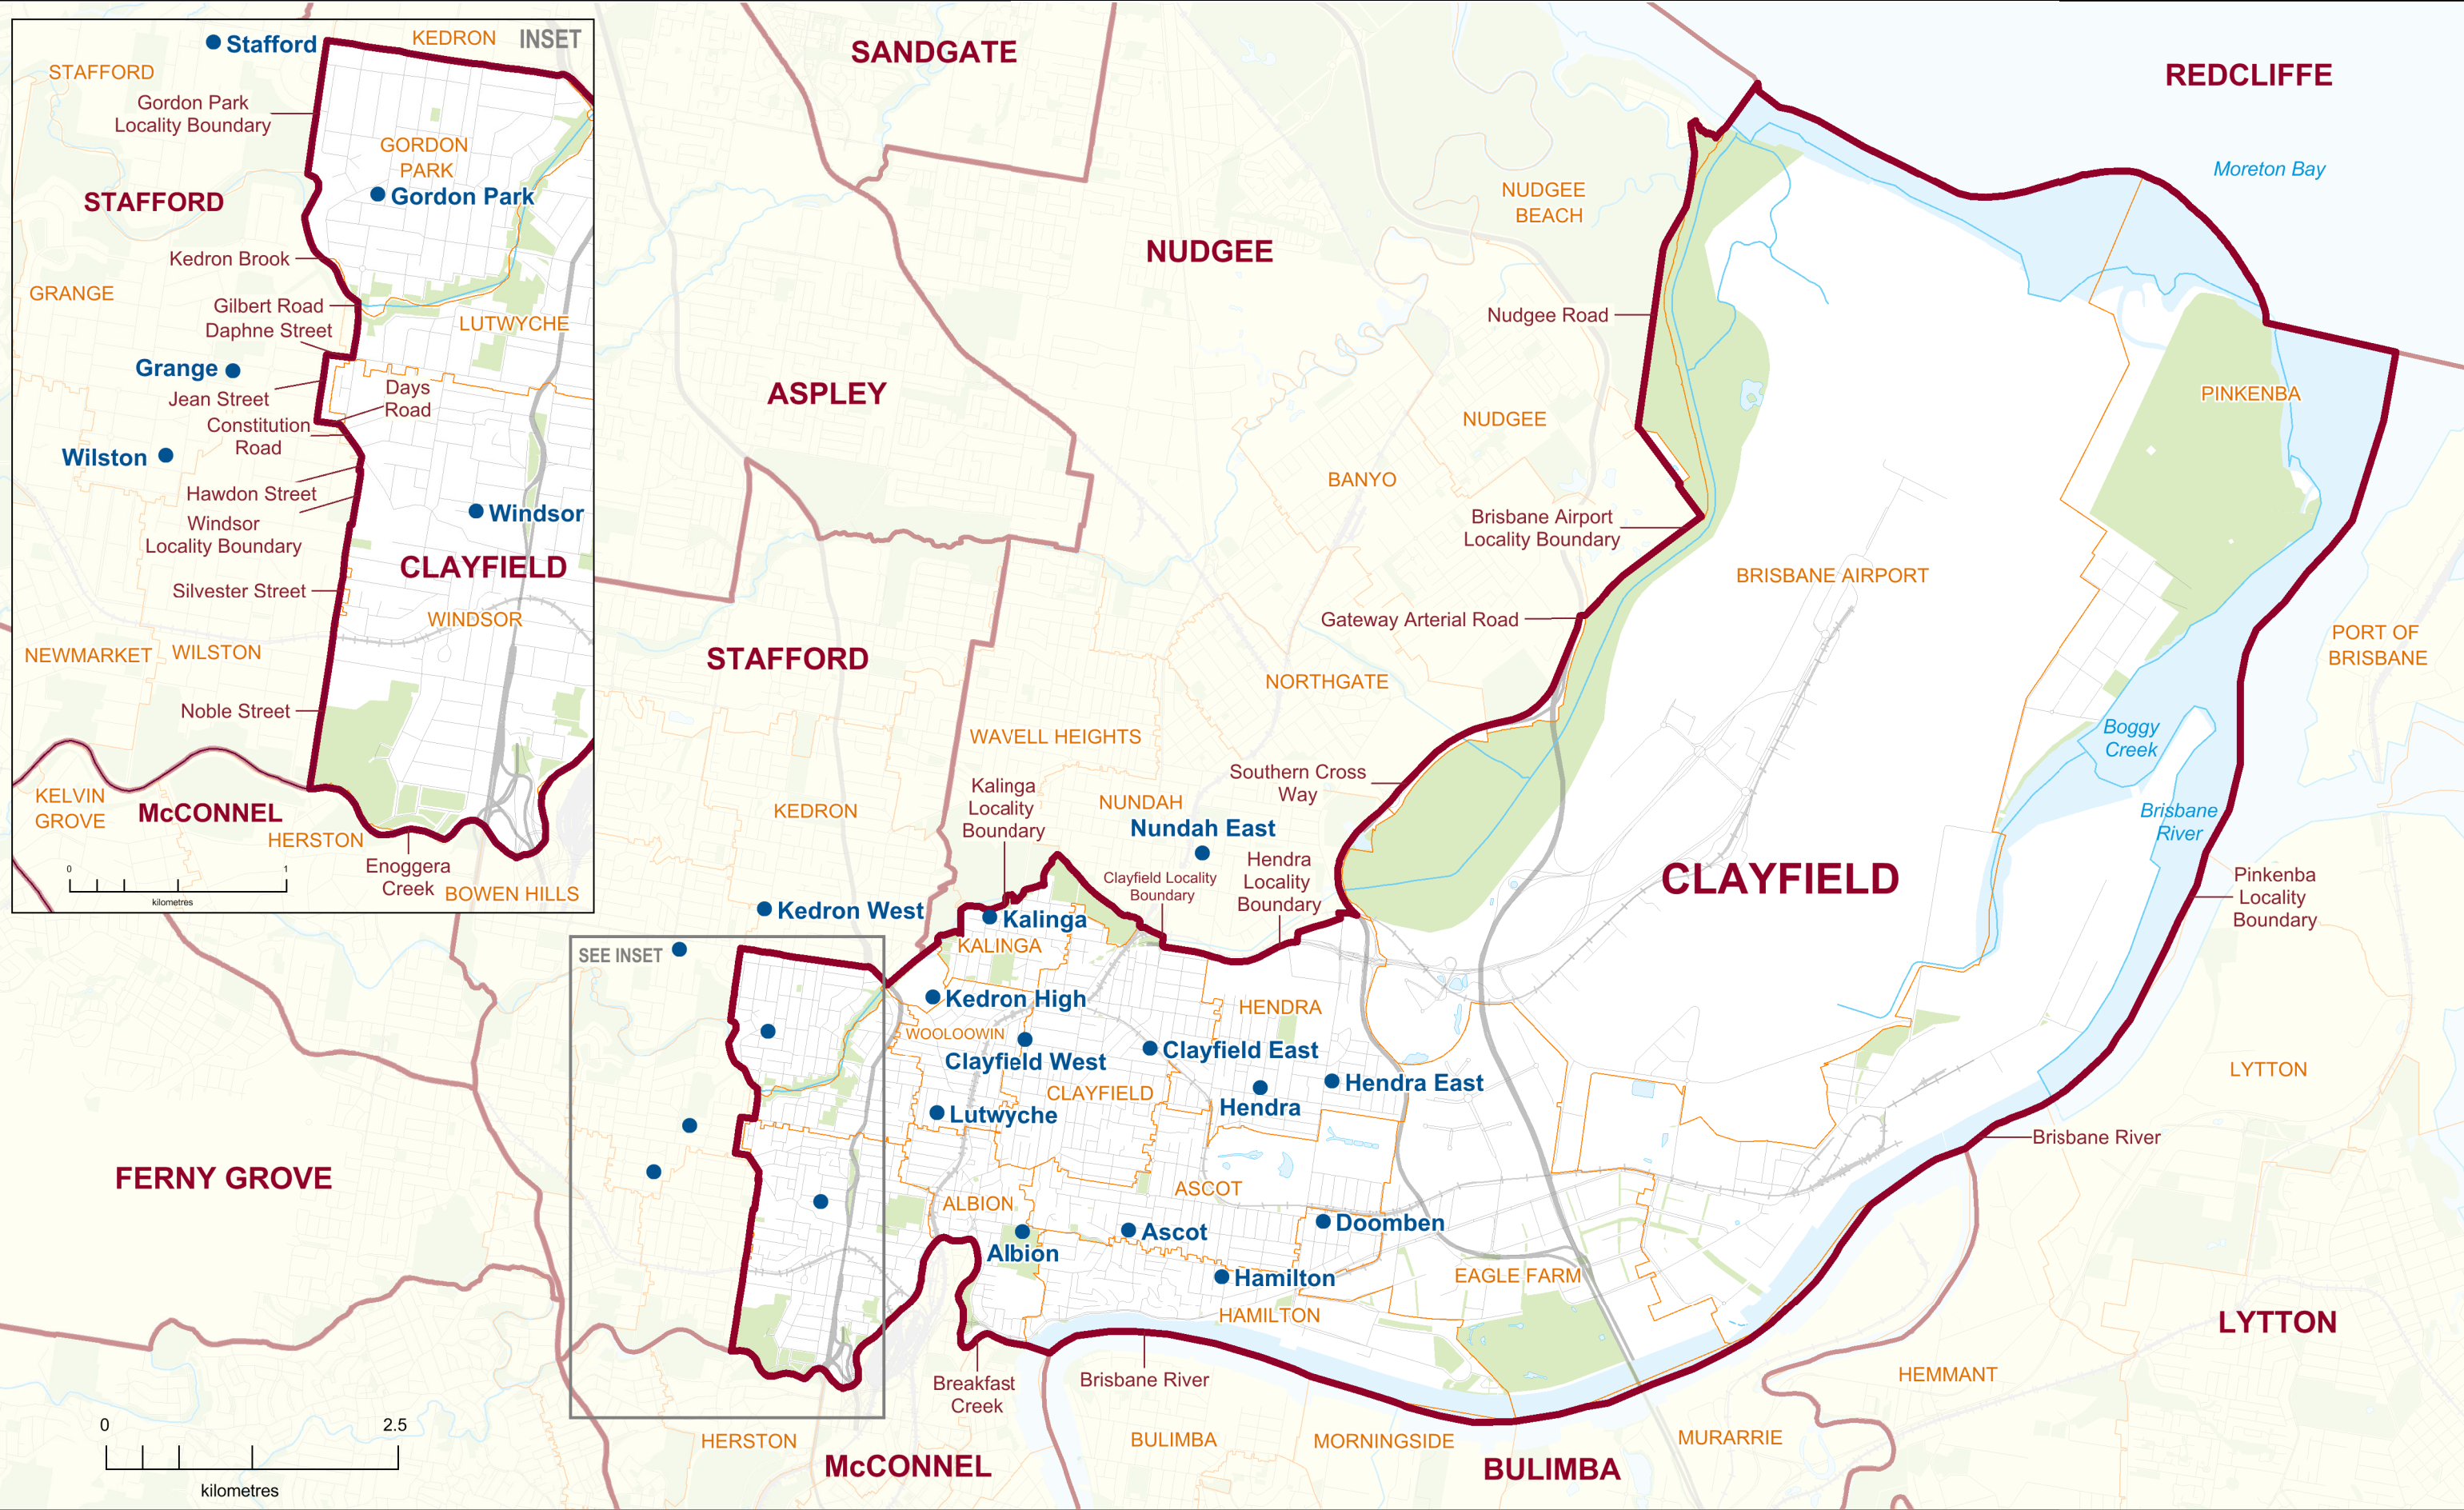 INSET
Stafford
KEDRON
STAFFORD
Gordon Park
Locality Boundary
GORDON
PARK
Gordon Park
STAFFORD
Kedron Brook
GRANGE
Gilbert Road
LUTWYCHE
Daphne Street
Grange
Jean Street
Days
Road
Constitution
Road
Wilston
Hawdon Street
Windsor
Windsor
Locality Boundary
CLAYFIELD
Silvester Street
WINDSOR
NEWMARKET
WILSTON
Noble Street
KELVIN
GROVE
McCONNEL
HERSTON
Enoggera
Creek
BOWEN HILLS
0
1
kilometres
SANDGATE
REDCLIFFE
Moreton Bay
NUDGEE
BEACH
NUDGEE
Nudgee Road
ASPLEY
PINKENBA
NUDGEE
BANYO
Brisbane Airport
Locality Boundary
BRISBANE AIRPORT
Gateway Arterial Road
PORT OF
BRISBANE
STAFFORD
NORTHGATE
WAVELL HEIGHTS
Boggy
Creek
Southern Cross
Way
Kalinga
Locality
Boundary
NUNDAH
KEDRON
Nundah East
Brisbane
River
Hendra
Locality
Boundary
Clayfield Locality
Boundary
CLAYFIELD
Pinkenba
Locality
Boundary
Kedron West
Kalinga
KALINGA
SEE INSET
Kedron High
HENDRA
WOOLOOWIN
Clayfield West
Clayfield East
LYTTON
Hendra East
CLAYFIELD
Hendra
Lutwyche
Brisbane River
FERNY GROVE
ASCOT
ALBION
Doomben
Ascot
Albion
Hamilton
EAGLE FARM
HAMILTON
LYTTON
HEMMANT
Breakfast
Creek
Brisbane River
0
2.5
kilometres
HERSTON
McCONNEL
BULIMBA
MORNINGSIDE
BULIMBA
MURARRIE